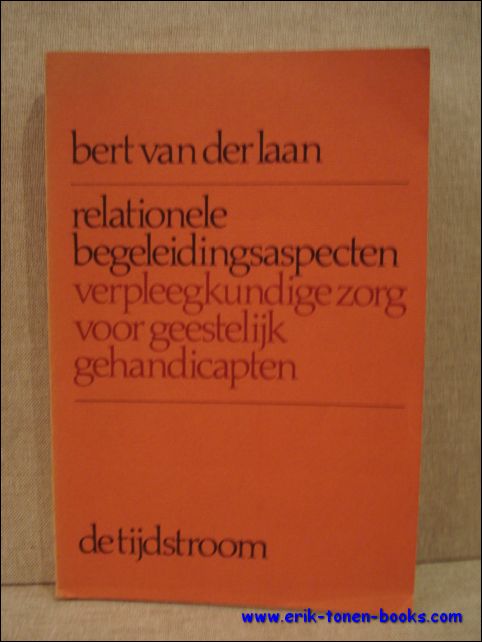 bert van der laan
relationele
begeleidingsaspecten
verpleegkundige zorg
voor geestelijk
gehandicapten
de tijdstroom
www.erik-tonen-books.com